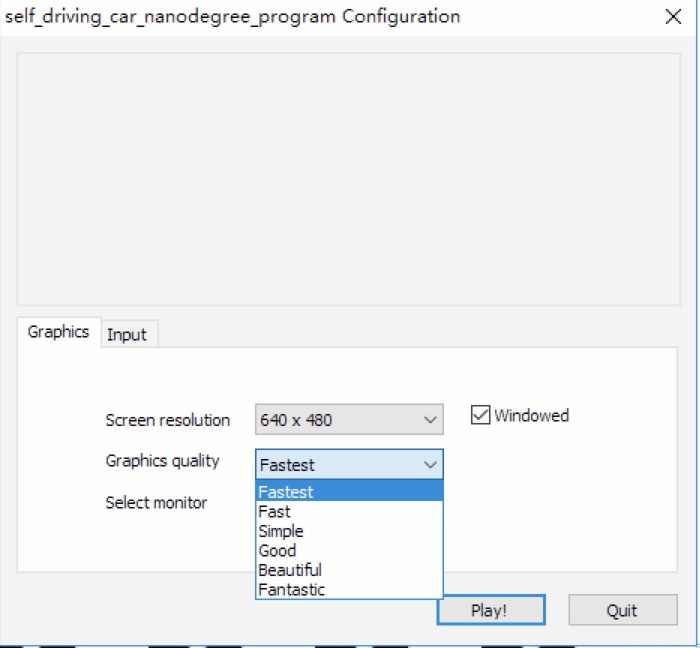 self_driving_car_nanodegree_program Configuration
Graphics
Input
Screen resolution
640 x 480
Windowed
Graphics quality
Fastest
Select monitor
Fastest
Fast
Simple
Good
Beautiful
Fantastic
Play!
Quit